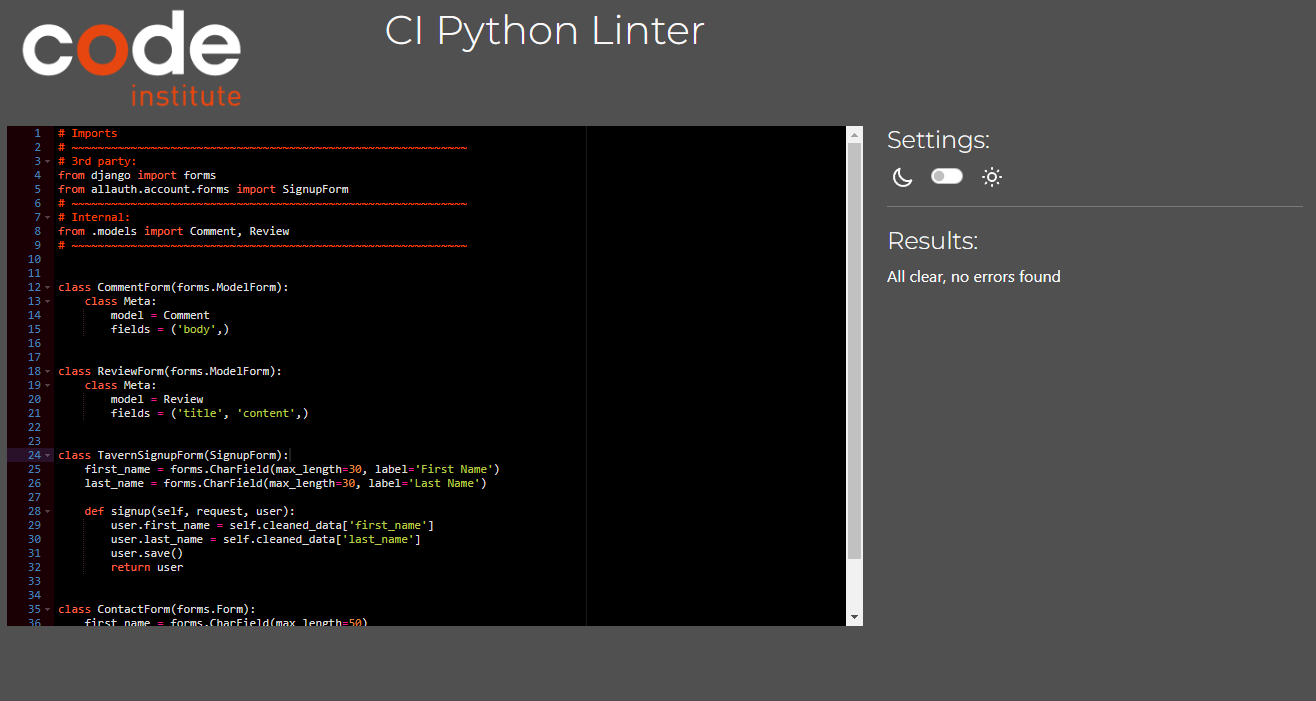 code
institute
CI Python Linter
1 # Imports
2 # ~~~~~~~~~~~~~~~~~~~~~~~~~~~~~~~~~~~~~~~~~~~~~~~~~~~~~~~~~~~~
3 # 3rd party:
4 from django import forms
5 from allauth.account.forms import SignupForm
6 # ~~~~~~~~~~~~~~~~~~~~~~~~~~~~~~~~~~~~~~~~~~~~~~~~~~~~~~~~~~~~
7 # Internal:
8 from .models import Comment, Review
9 # ~~~~~~~~~~~~~~~~~~~~~~~~~~~~~~~~~~~~~~~~~~~~~~~~~~~~~~~~~~~~
10
11
12 class CommentForm(forms.ModelForm):
13     class Meta:
14         model = Comment
15         fields = ('body',)
16
17
18 class ReviewForm(forms.ModelForm):
19     class Meta:
20         model = Review
21         fields = ('title', 'content',)
22
23
24 class TavernSignupForm(SignupForm):
25     first_name = forms.CharField(max_length=30, label='First Name')
26     last_name = forms.CharField(max_length=30, label='Last Name')
27
28     def signup(self, request, user):
29         user.first_name = self.cleaned_data['first_name']
30         user.last_name = self.cleaned_data['last_name']
31         user.save()
32         return user
33
34
35 class ContactForm(forms.Form):
36     first_name = forms.CharField(max_length=50)
Settings:
Results:
All clear, no errors found